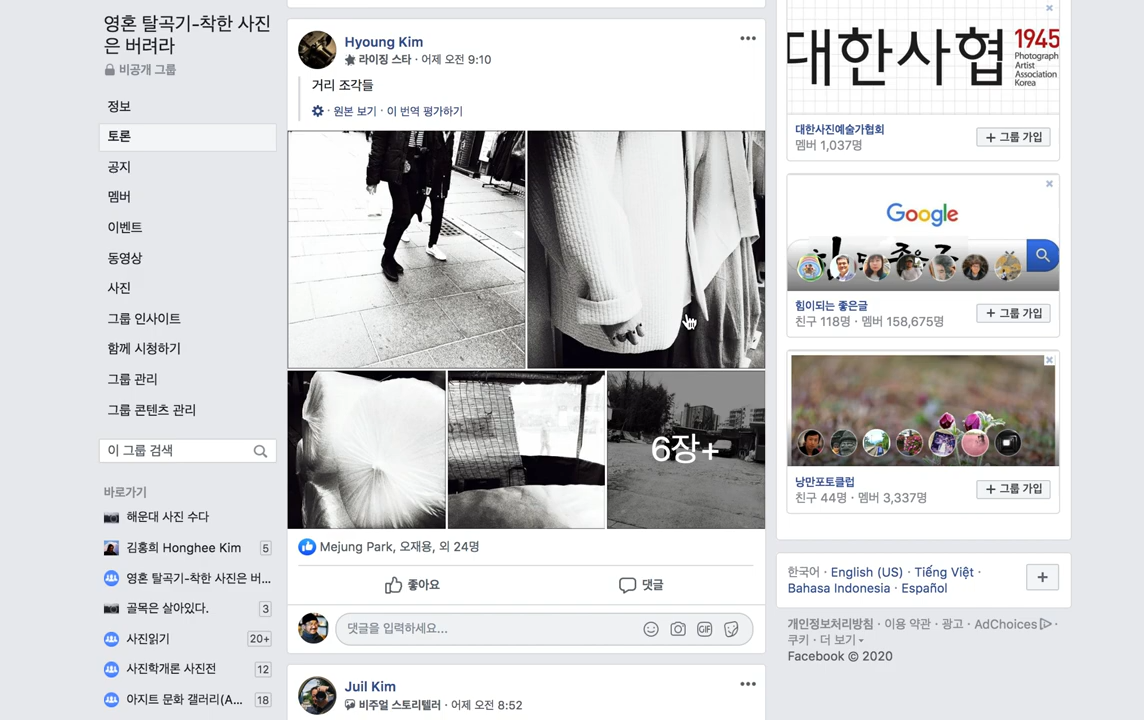 영혼 탈곡기-착한 사진
은 버려라
비공개 그룹
정보
토론
공지
멤버
이벤트
동영상
사진
그룹 인사이트
함께 시청하기
그룹 관리
그룹 콘텐츠 관리
이 그룹 검색
바로가기
해운대 사진 수다
김홍희 Honghee Kim 5
영혼 탈곡기-착한 사진은 버...
골목은 살아있다. 3
사진읽기 20+
사진학개론 사진전 12
아지트 문화 갤러리(A... 18
Hyoung Kim
라이징 스타 · 어제 오전 9:10
거리 조각들
· 원본 보기 · 이 번역 평가하기
6장+
Mejung Park, 오재용, 외 24명
좋아요 댓글
댓글을 입력하세요...
GIF
Juil Kim
비주얼 스토리텔러 · 어제 오전 8:52
대한사협 1945
Photograph
Artist
Association
Korea
대한사진예술가협회
멤버 1,037명
+ 그룹 가입
Google
힘이되는 좋은글
친구 118명 · 멤버 158,675명
+ 그룹 가입
낭만포토클럽
친구 44명 · 멤버 3,337명
+ 그룹 가입
한국어 · English (US) · Tiếng Việt ·
Bahasa Indonesia · Español
개인정보처리방침 · 이용 약관 · 광고 · AdChoices ·
쿠키 · 더 보기
Facebook © 2020